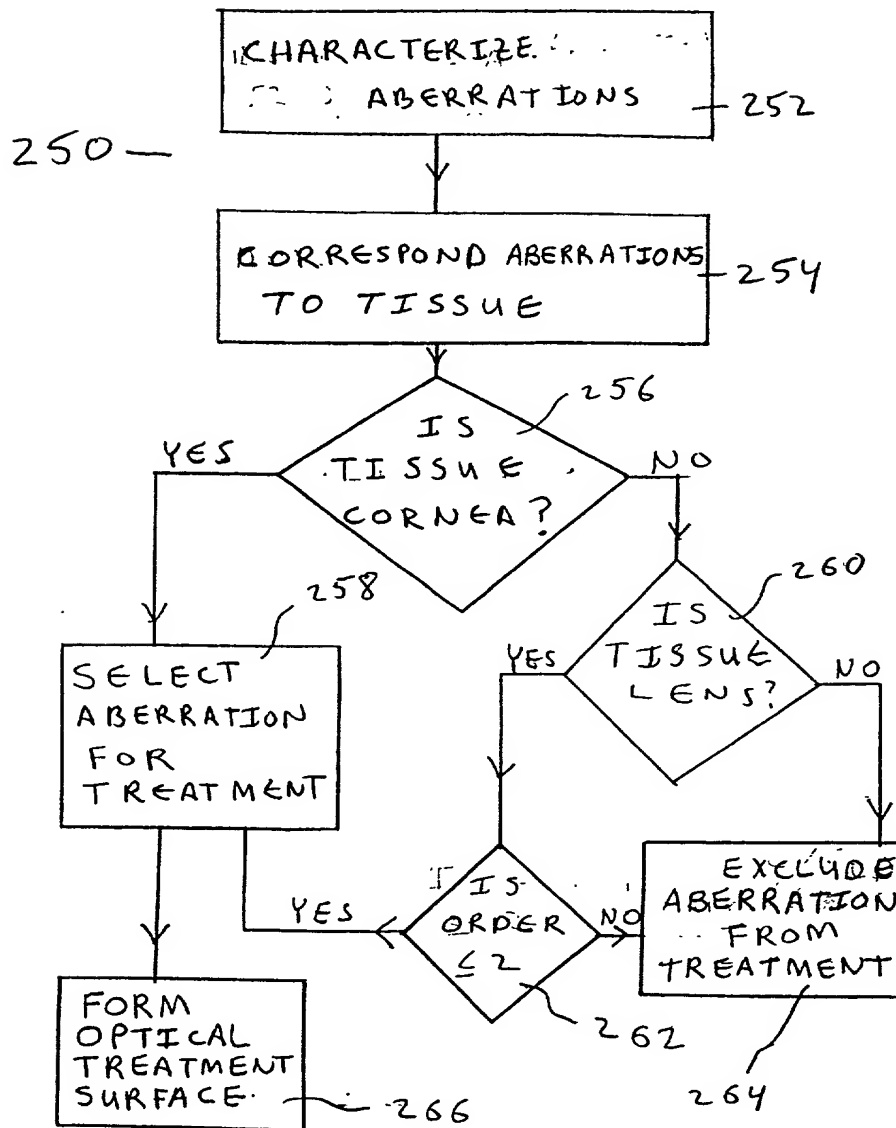 CHARACTERIZE
ABERRATIONS
252
250
CORRESPOND ABERRATIONS
TO TISSUE
254
IS
TISSUE
CORNEA?
256
YES
NO
258
260
SELECT
ABERRATION
FOR
TREATMENT
IS
TISSUE
LENS?
YES
NO
IS
ORDER
≤ 2
YES
NO
262
EXCLUDE
ABERRATION
FROM
TREATMENT
264
FORM
OPTICAL
TREATMENT
SURFACE
266